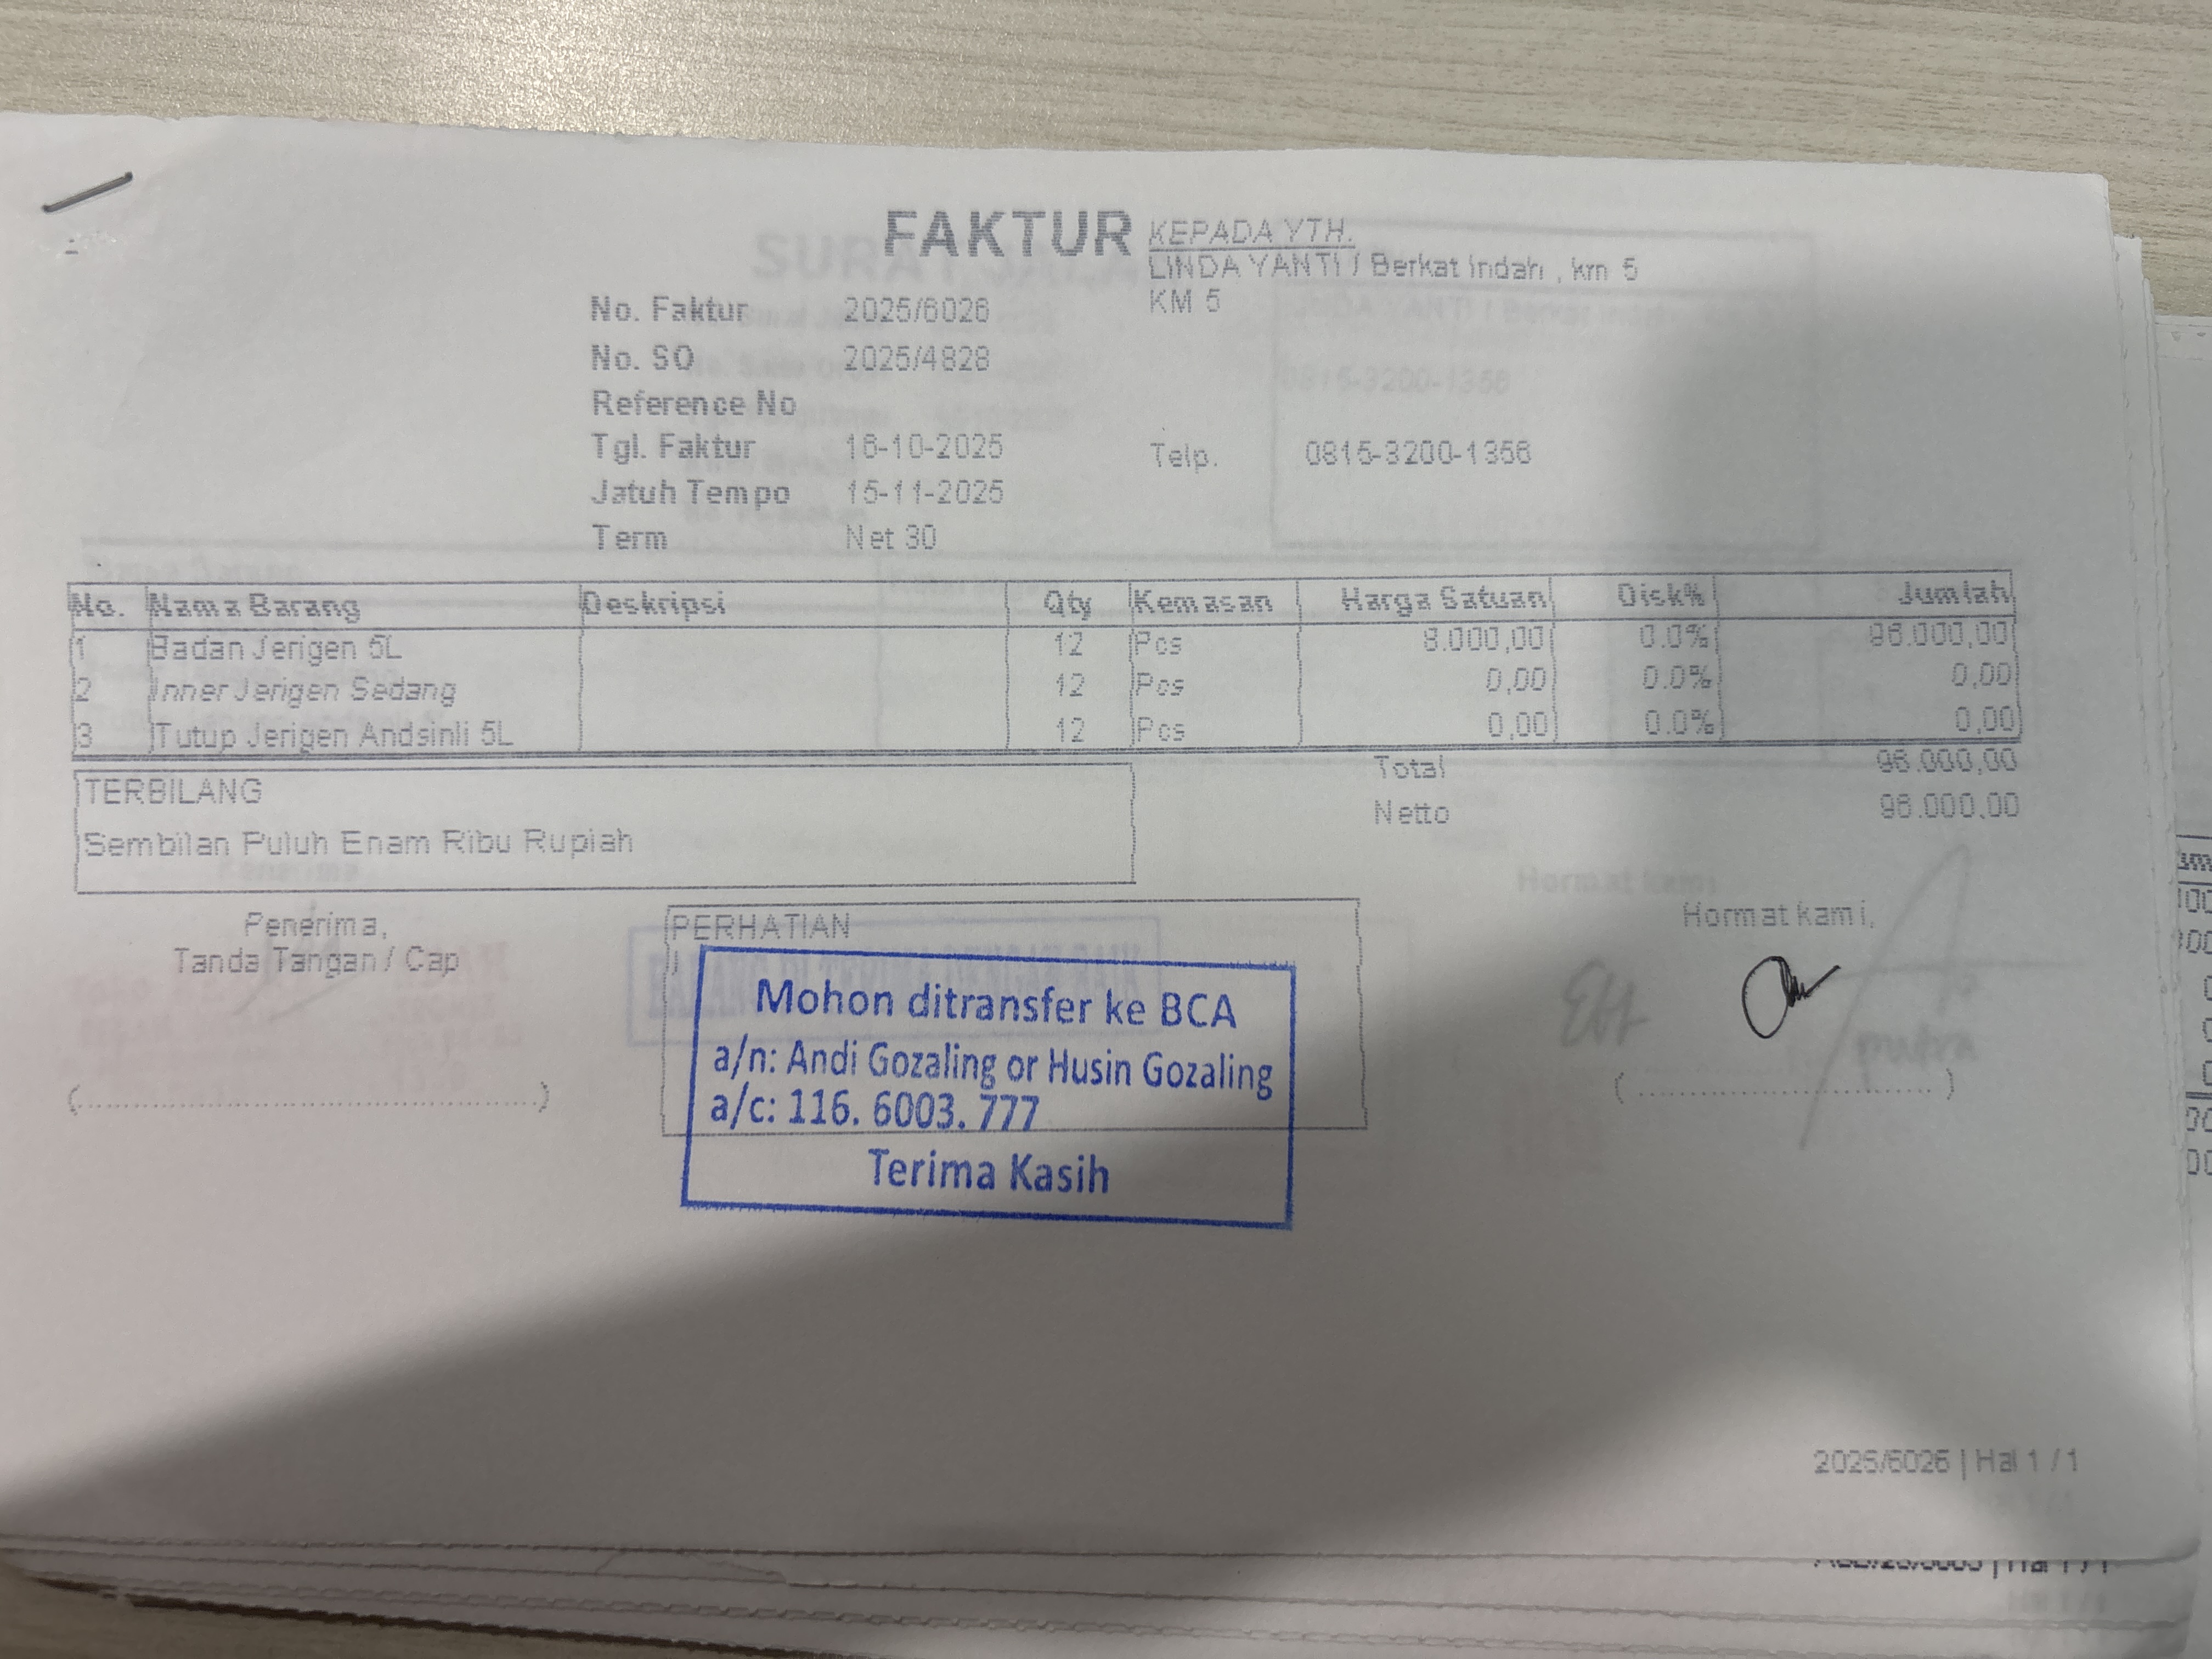 FAKTUR
KEPADA YTH.
LINDA YANTI / Berkat Indah , km 5
KM 5
No. Faktur 2025/6026
No. SO 2025/4828
Reference No
Tgl. Faktur 16-10-2025
Telp. 0815-3200-1356
Jatuh Tempo 15-11-2025
Term Net 30
No. Nama Barang Deskripsi Qty Kemasan Harga Satuan Disk% Jumlah
1 Badan Jerigen 5L 12 Pcs 8.000,00 0.0% 96.000,00
2 Inner Jerigen Sedang 12 Pcs 0,00 0.0% 0,00
3 Tutup Jerigen Andsinli 5L 12 Pcs 0,00 0.0% 0,00
Total 96.000,00
Netto 96.000,00
TERBILANG
Sembilan Puluh Enam Ribu Rupiah
Penerima,
Tanda Tangan / Cap
(........................................)
PERHATIAN
Mohon ditransfer ke BCA
a/n: Andi Gozaling or Husin Gozaling
a/c: 116. 6003. 777
Terima Kasih
Hormat kami,
putra
(........................................)
2025/6026 | Hal 1 / 1